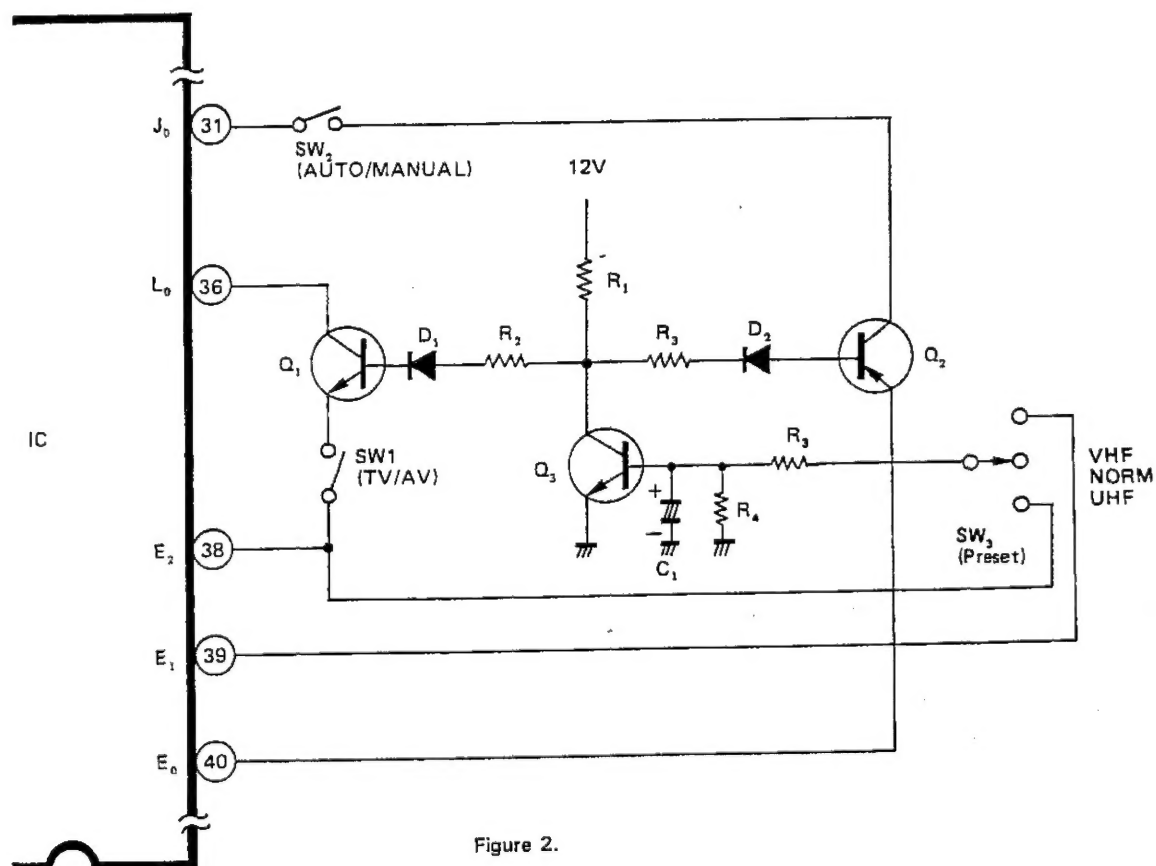 J₀
31
SW₂
(AUTO/MANUAL)
12V
L₀
36
R₁
D₁
R₂
R₃
D₂
Q₁
Q₂
IC
SW1
(TV/AV)
Q₃
R₃
+
−
R₄
C₁
VHF
NORM
UHF
SW₃
(Preset)
E₂
38
E₁
39
E₀
40
Figure 2.